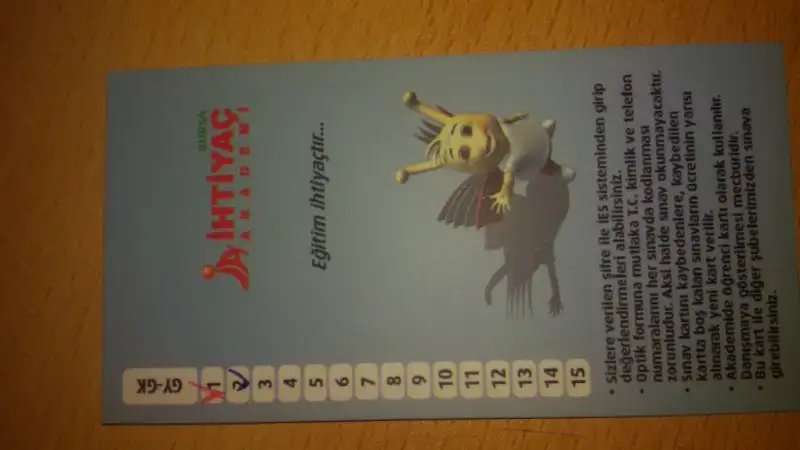 BURSA
İHTİYAÇ
AKADEMİ
Eğitim ihtiyaçtır...
GY-GK
1
2
3
4
5
6
7
8
9
10
11
12
13
14
15
• Sizlere verilen şifre ile İES sisteminden girip
değerlendirmeleri alabilirsiniz.
• Optik formuna mutlaka T.C. kimlik ve telefon
numaralarını her sınavda kodlanması
zorunludur. Aksi halde sınav okunmayacaktır.
• Sınav kartını kaybedenlere, kaybedilen
kartta boş kalan sınavların ücretinin yarısı
alınarak yeni kart verilir.
• Akademide öğrenci kartı olarak kullanılır.
Danışmaya gösterilmesi mecburidir.
• Bu kart ile diğer şubelerimizden sınava
girebilirsiniz.